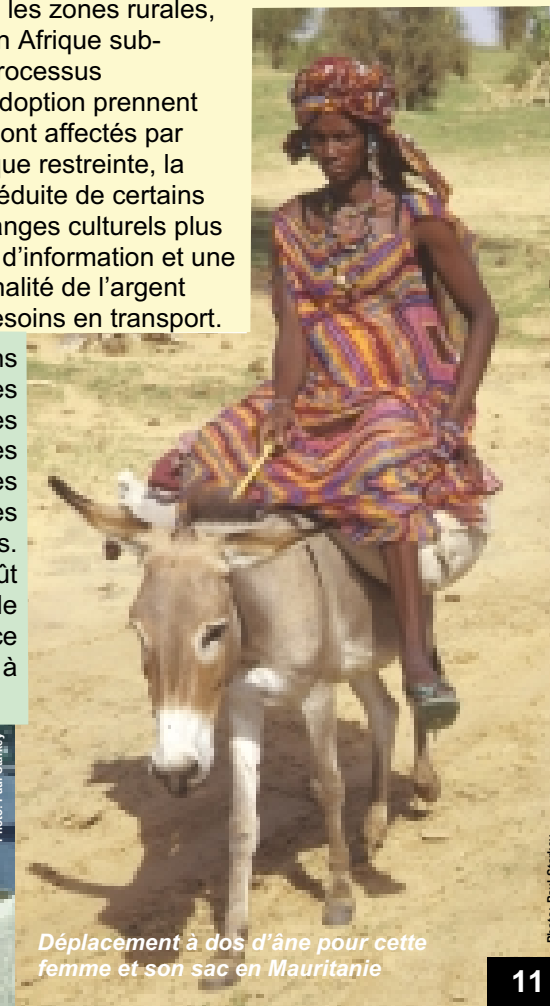 les zones rurales,
n Afrique sub-
rocessus
doption prennent
ont affectés par
que restreinte, la
éduite de certains
anges culturels plus
d'information et une
nalité de l'argent
esoins en transport.
ns
es
es
es
es
es
s.
ût
le
ce
à
Déplacement à dos d'âne pour cette
femme et son sac en Mauritanie
11